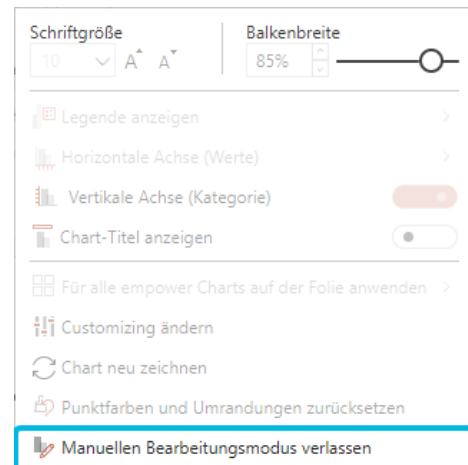 Schriftgröße Balkenbreite
10 A A 85%
Legende anzeigen
Horizontale Achse (Werte)
Vertikale Achse (Kategorie)
Chart-Titel anzeigen
Für alle empower Charts auf der Folie anwenden
Customizing ändern
Chart neu zeichnen
Punktfarben und Umrandungen zurücksetzen
Manuellen Bearbeitungsmodus verlassen